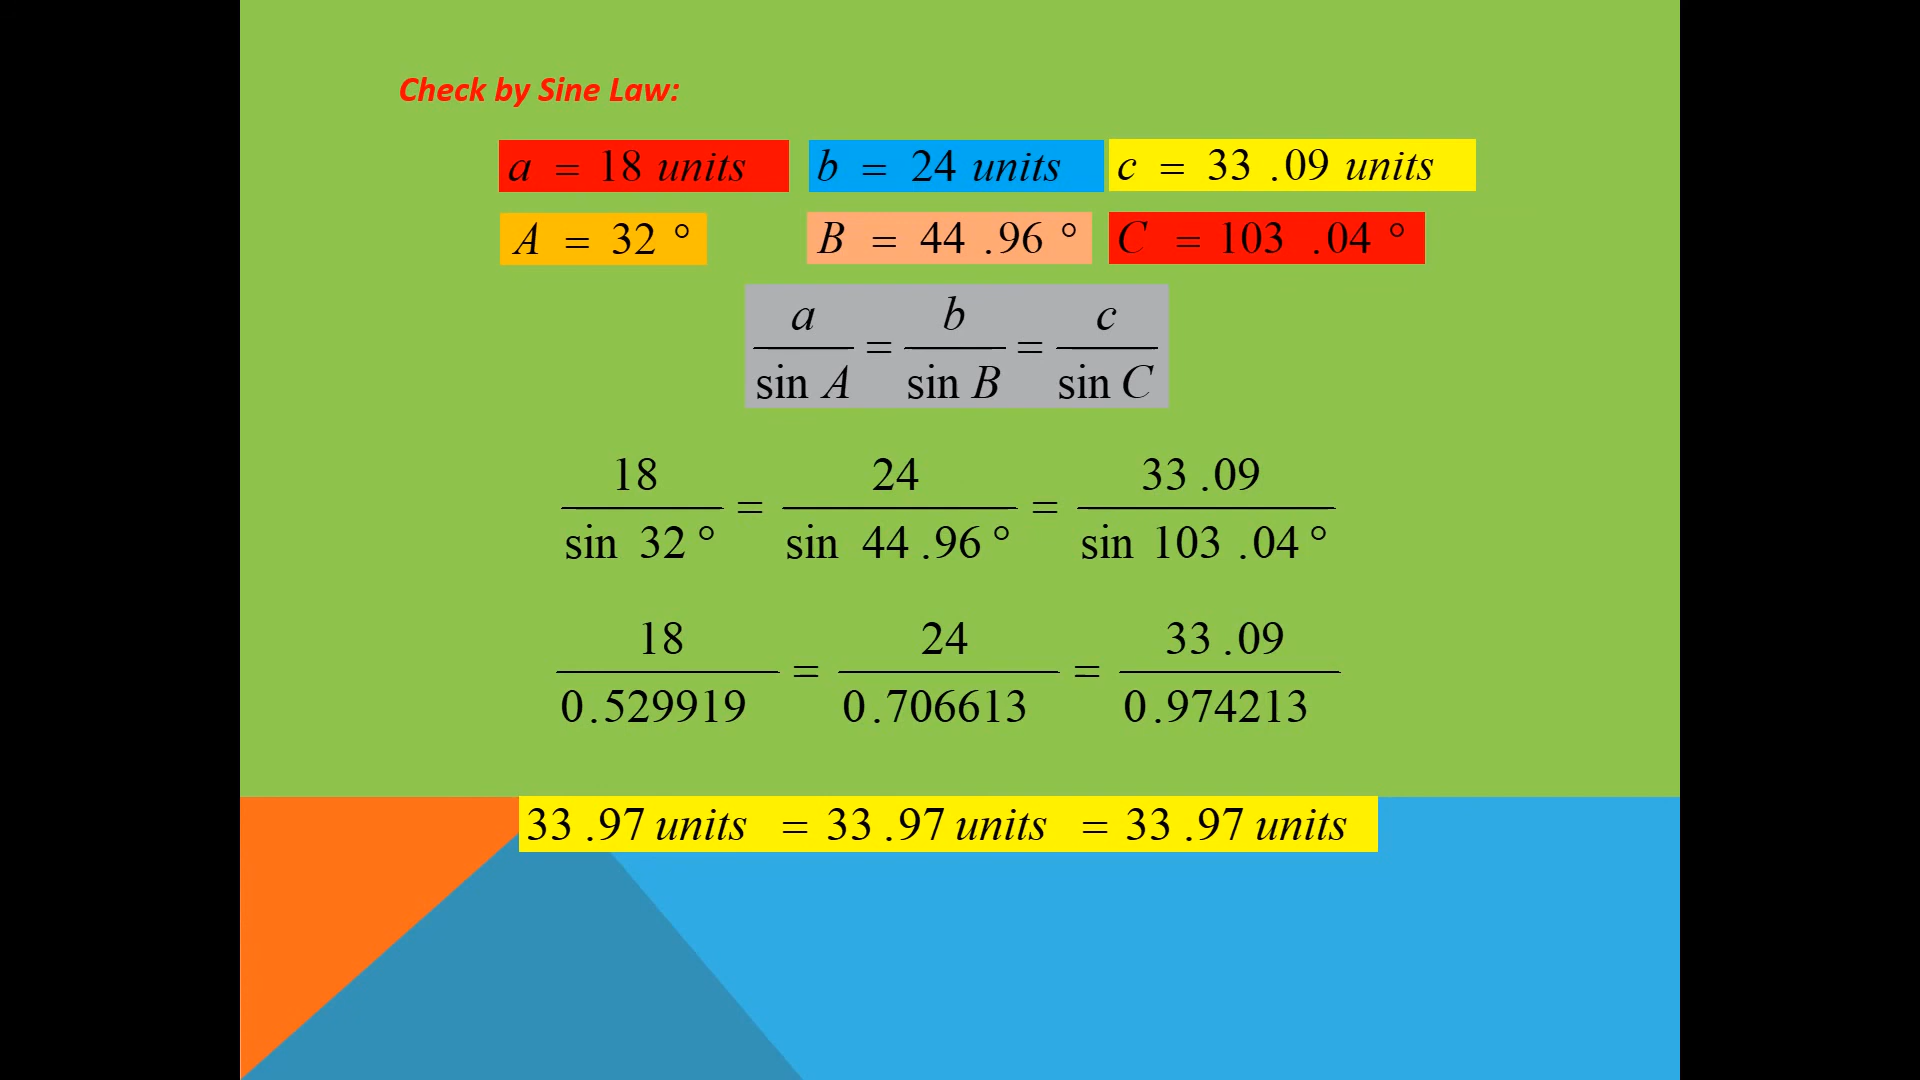 Check by Sine Law:
a = 18 units b = 24 units c = 33 .09 units
A = 32 ° B = 44 .96 ° C = 103 .04 °
a b c
= =
sin A sin B sin C
18 24 33 .09
= =
sin 32 ° sin 44 .96 ° sin 103 .04 °
18 24 33 .09
= =
0.529919 0.706613 0.974213
33 .97 units = 33 .97 units = 33 .97 units